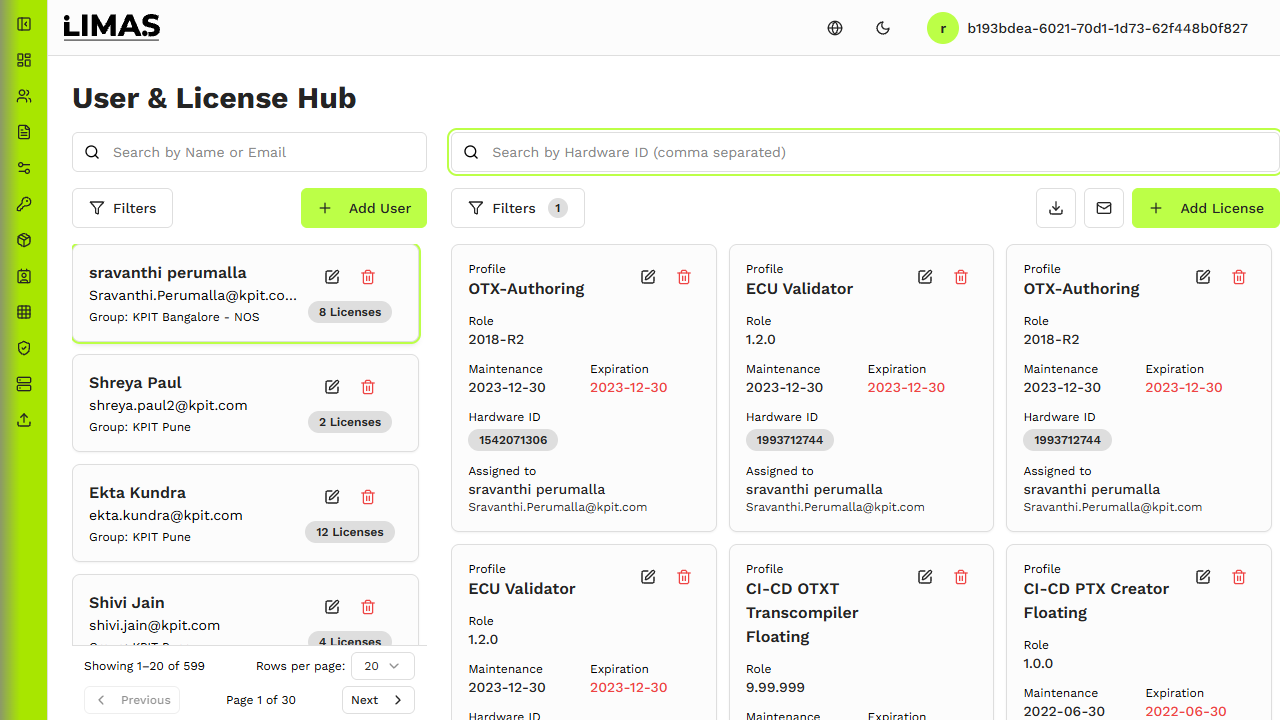 LIMAS
r
b193bdea-6021-70d1-1d73-62f448b0f827
User & License Hub
Search by Name or Email
Search by Hardware ID (comma separated)
Filters
Add User
Filters 1
Add License
sravanthi perumalla
Sravanthi.Perumalla@kpit.co...
Group: KPIT Bangalore - NOS
8 Licenses
Shreya Paul
shreya.paul2@kpit.com
Group: KPIT Pune
2 Licenses
Ekta Kundra
ekta.kundra@kpit.com
Group: KPIT Pune
12 Licenses
Shivi Jain
shivi.jain@kpit.com
4 Licenses
Showing 1–20 of 599
Rows per page: 20
Previous
Page 1 of 30
Next
Profile
OTX-Authoring
Role
2018-R2
Maintenance Expiration
2023-12-30 2023-12-30
Hardware ID
1542071306
Assigned to
sravanthi perumalla
Sravanthi.Perumalla@kpit.com
Profile
ECU Validator
Role
1.2.0
Maintenance Expiration
2023-12-30 2023-12-30
Hardware ID
1993712744
Assigned to
sravanthi perumalla
Sravanthi.Perumalla@kpit.com
Profile
OTX-Authoring
Role
2018-R2
Maintenance Expiration
2023-12-30 2023-12-30
Hardware ID
1993712744
Assigned to
sravanthi perumalla
Sravanthi.Perumalla@kpit.com
Profile
ECU Validator
Role
1.2.0
Maintenance Expiration
2023-12-30 2023-12-30
Hardware ID
Profile
CI-CD OTXT
Transcompiler
Floating
Role
9.99.999
Maintenance Expiration
Profile
CI-CD PTX Creator
Floating
Role
1.0.0
Maintenance Expiration
2022-06-30 2022-06-30